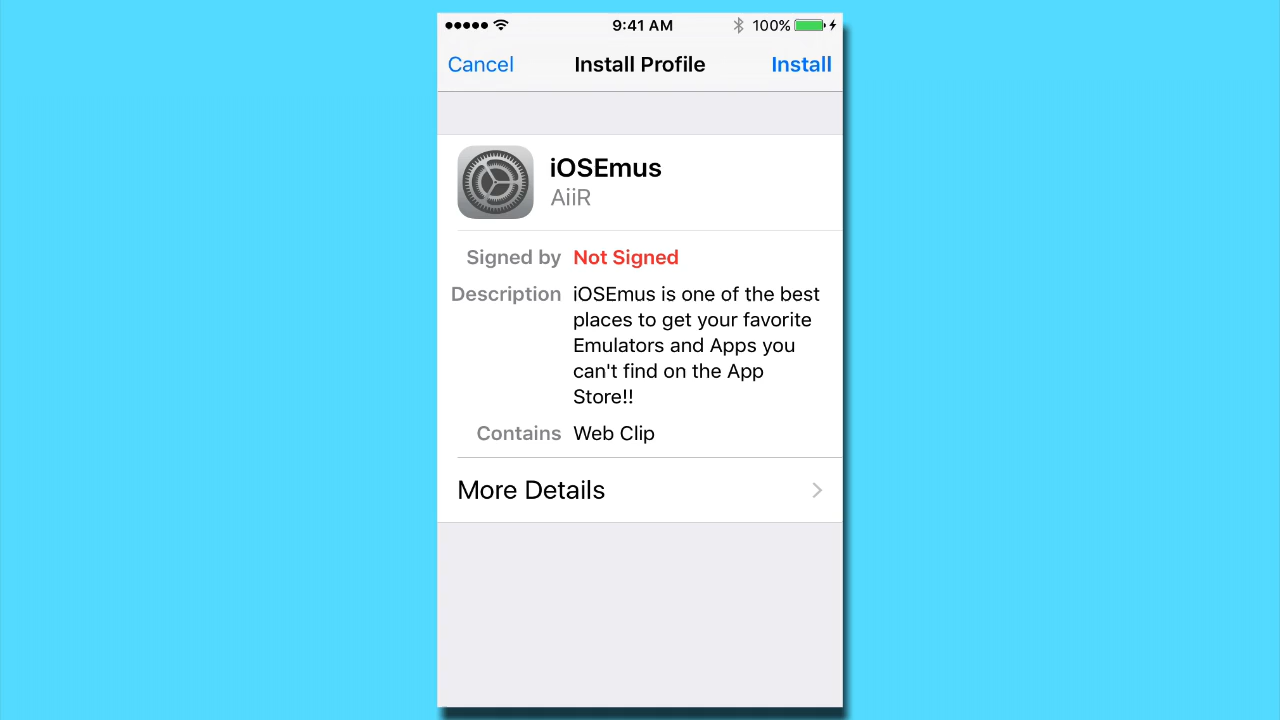 9:41 AM 100%
Cancel Install Profile Install
iOSEmus
AiiR
Signed by Not Signed
Description iOSEmus is one of the best
places to get your favorite
Emulators and Apps you
can't find on the App
Store!!
Contains Web Clip
More Details